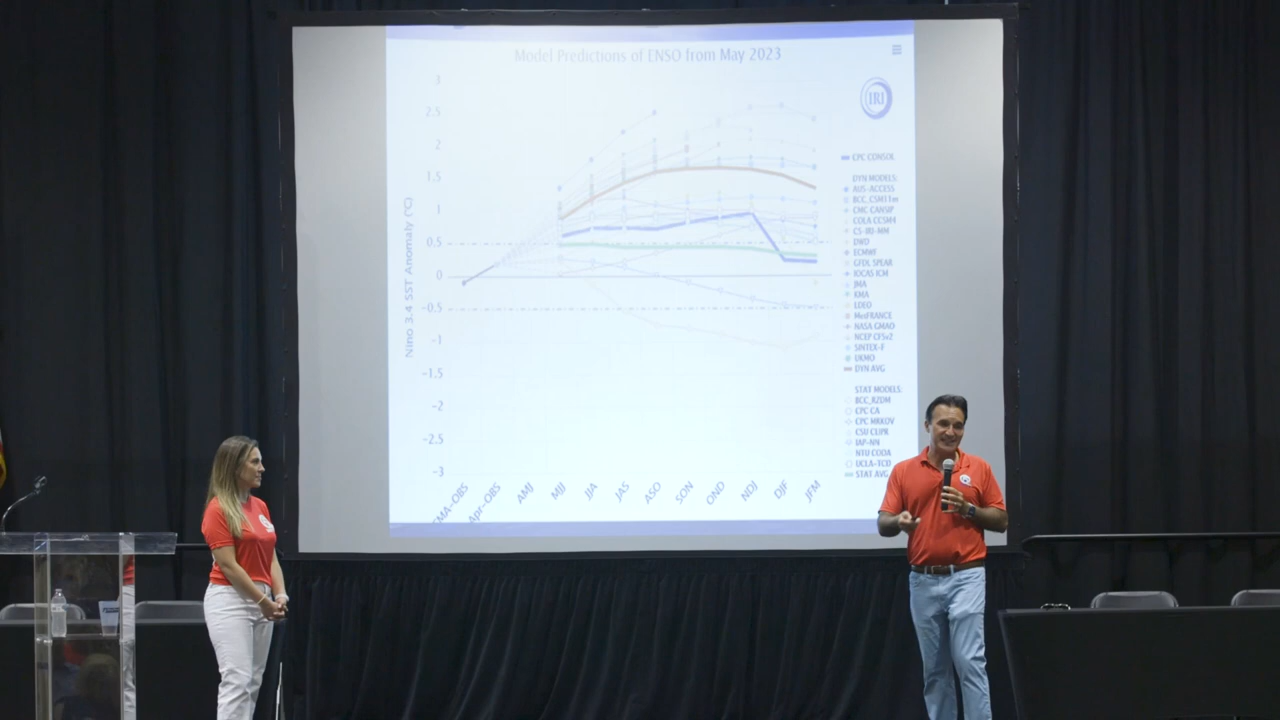 Model Predictions of ENSO from May 2023
IRI
Nino 3.4 SST Anomaly (°C)
3
2.5
2
1.5
1
0.5
0
-0.5
-1
-1.5
-2
-2.5
-3
FMA-OBS
Apr-OBS
AMJ
MJJ
JJA
JAS
ASO
SON
OND
NDJ
DJF
JFM
CPC CONSOL
DYN MODELS:
AUS-ACCESS
BCC_CSM11m
CMC CANSIP
COLA CCSM4
CS-IRI-MM
DWD
ECMWF
GFDL SPEAR
IOCAS ICM
JMA
KMA
LDEO
MetFRANCE
NASA GMAO
NCEP CFSv2
SINTEX-F
UKMO
DYN AVG
STAT MODELS:
BCC_RZDM
CPC CA
CPC MRKOV
CSU CLIPR
IAP-NN
NTU CODA
UCLA-TCD
STAT AVG